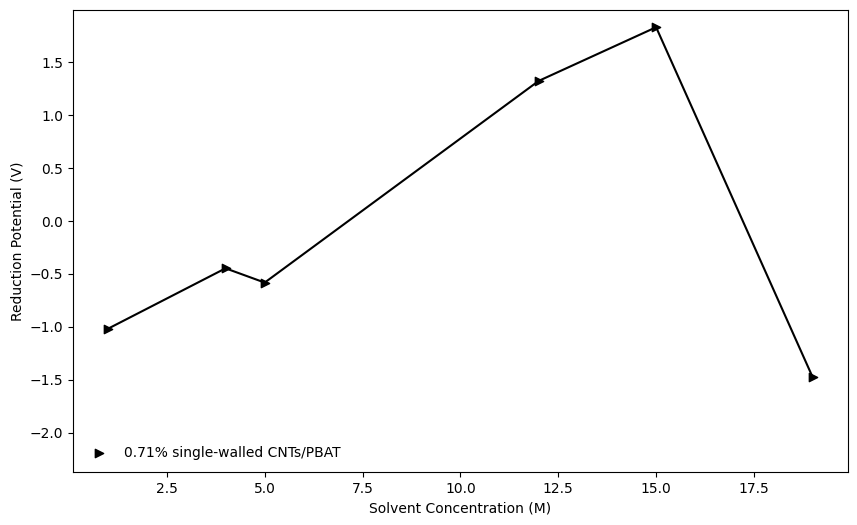 1.5
1.0
0.5
0.0
−0.5
−1.0
−1.5
−2.0
Reduction Potential (V)
0.71% single-walled CNTs/PBAT
2.5 5.0 7.5 10.0 12.5 15.0 17.5
Solvent Concentration (M)